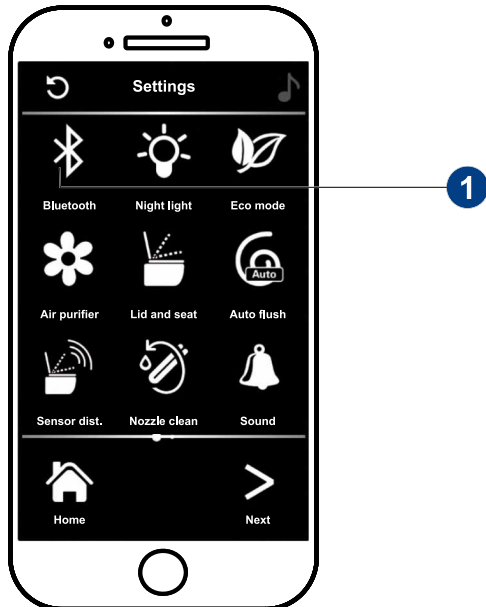 Settings
Bluetooth Night light Eco mode
Auto
Air purifier Lid and seat Auto flush
Sensor dist. Nozzle clean Sound
Home Next
1